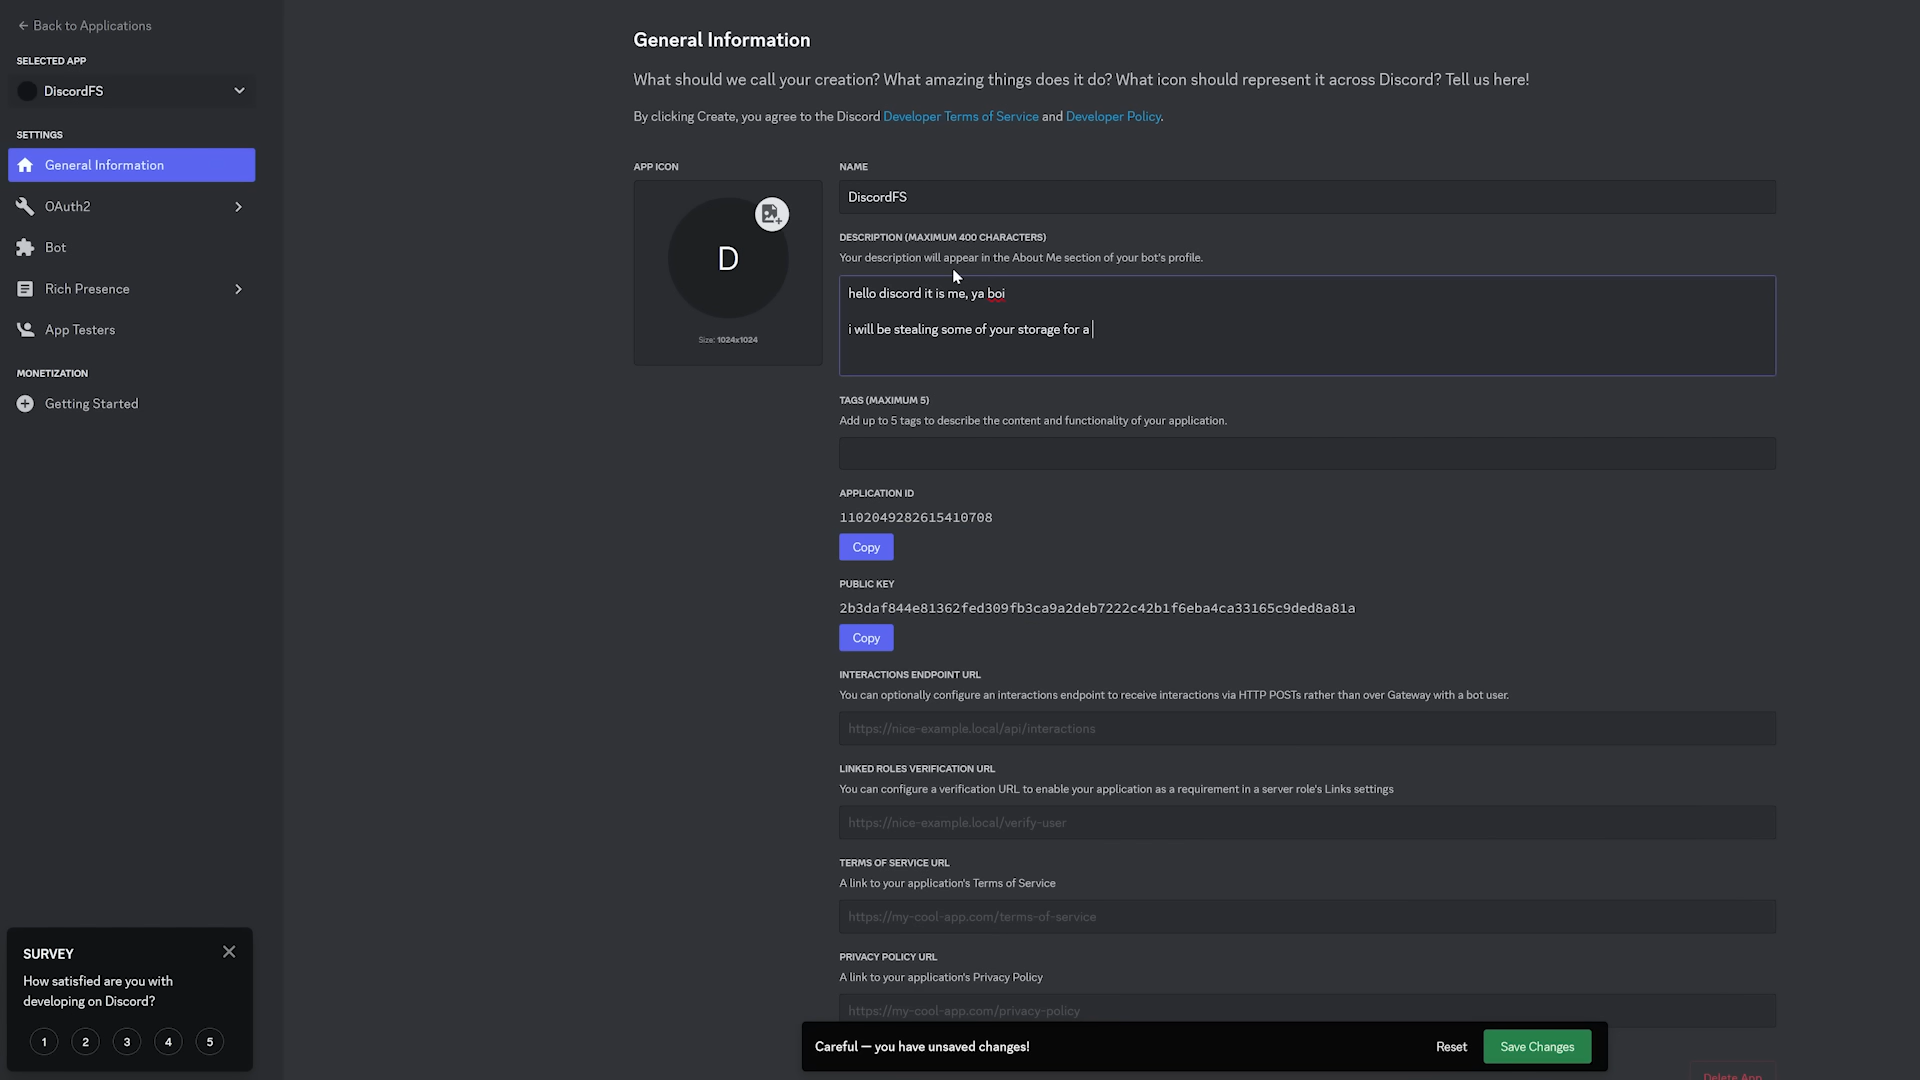 Back to Applications
SELECTED APP
DiscordFS
SETTINGS
General Information
OAuth2
Bot
Rich Presence
App Testers
MONETIZATION
Getting Started
SURVEY
How satisfied are you with
developing on Discord?
1 2 3 4 5
General Information
What should we call your creation? What amazing things does it do? What icon should represent it across Discord? Tell us here!
By clicking Create, you agree to the Discord Developer Terms of Service and Developer Policy.
APP ICON
D
Size: 1024x1024
NAME
DiscordFS
DESCRIPTION (MAXIMUM 400 CHARACTERS)
Your description will appear in the About Me section of your bot's profile.
hello discord it is me, ya boi
i will be stealing some of your storage for a
TAGS (MAXIMUM 5)
Add up to 5 tags to describe the content and functionality of your application.
APPLICATION ID
1102049282615410708
Copy
PUBLIC KEY
2b3daf844e81362fed309fb3ca9a2deb7222c42b1f6eba4ca33165c9ded8a81a
Copy
INTERACTIONS ENDPOINT URL
You can optionally configure an interactions endpoint to receive interactions via HTTP POSTs rather than over Gateway with a bot user.
https://nice-example.local/api/interactions
LINKED ROLES VERIFICATION URL
You can configure a verification URL to enable your application as a requirement in a server role's Links settings
https://nice-example.local/verify-user
TERMS OF SERVICE URL
A link to your application's Terms of Service
https://my-cool-app.com/terms-of-service
PRIVACY POLICY URL
A link to your application's Privacy Policy
https://my-cool-app.com/privacy-policy
Careful — you have unsaved changes!
Reset
Save Changes
Delete App